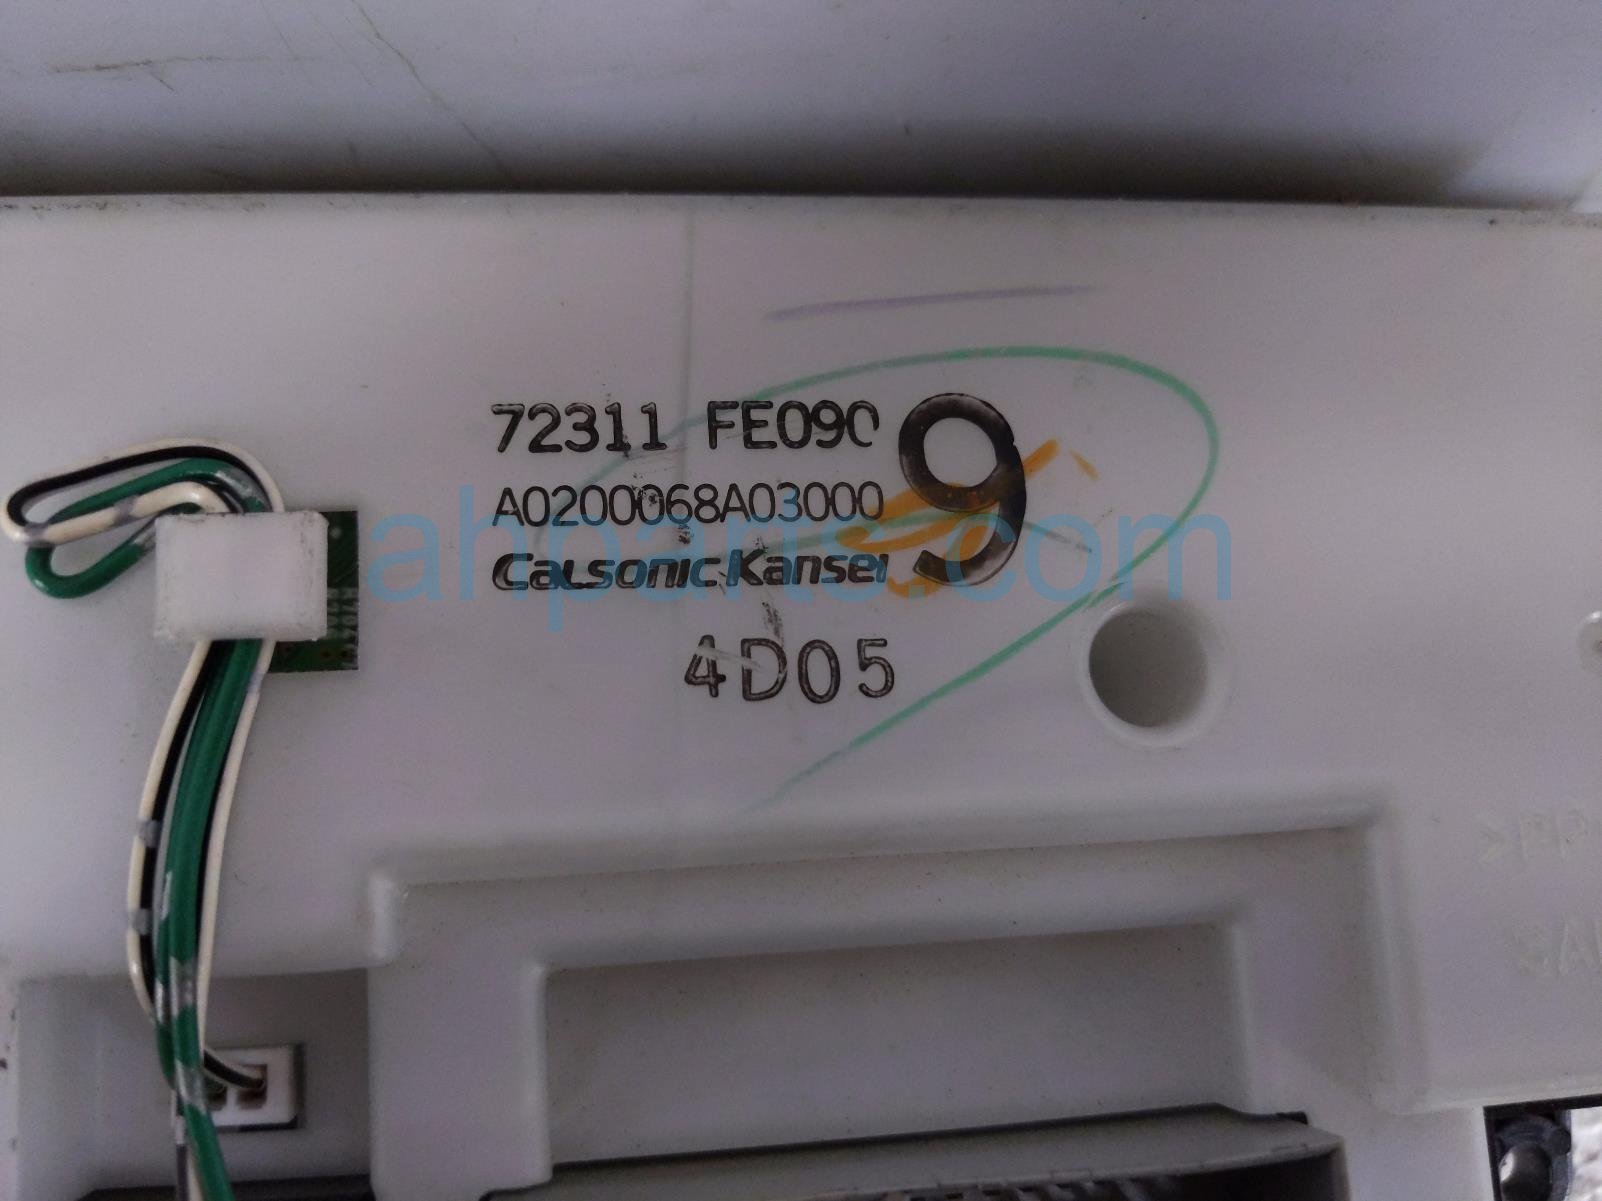 72311 FE090 9
A0200068A03000
CalsonicKansei
ahparts.com
4D05